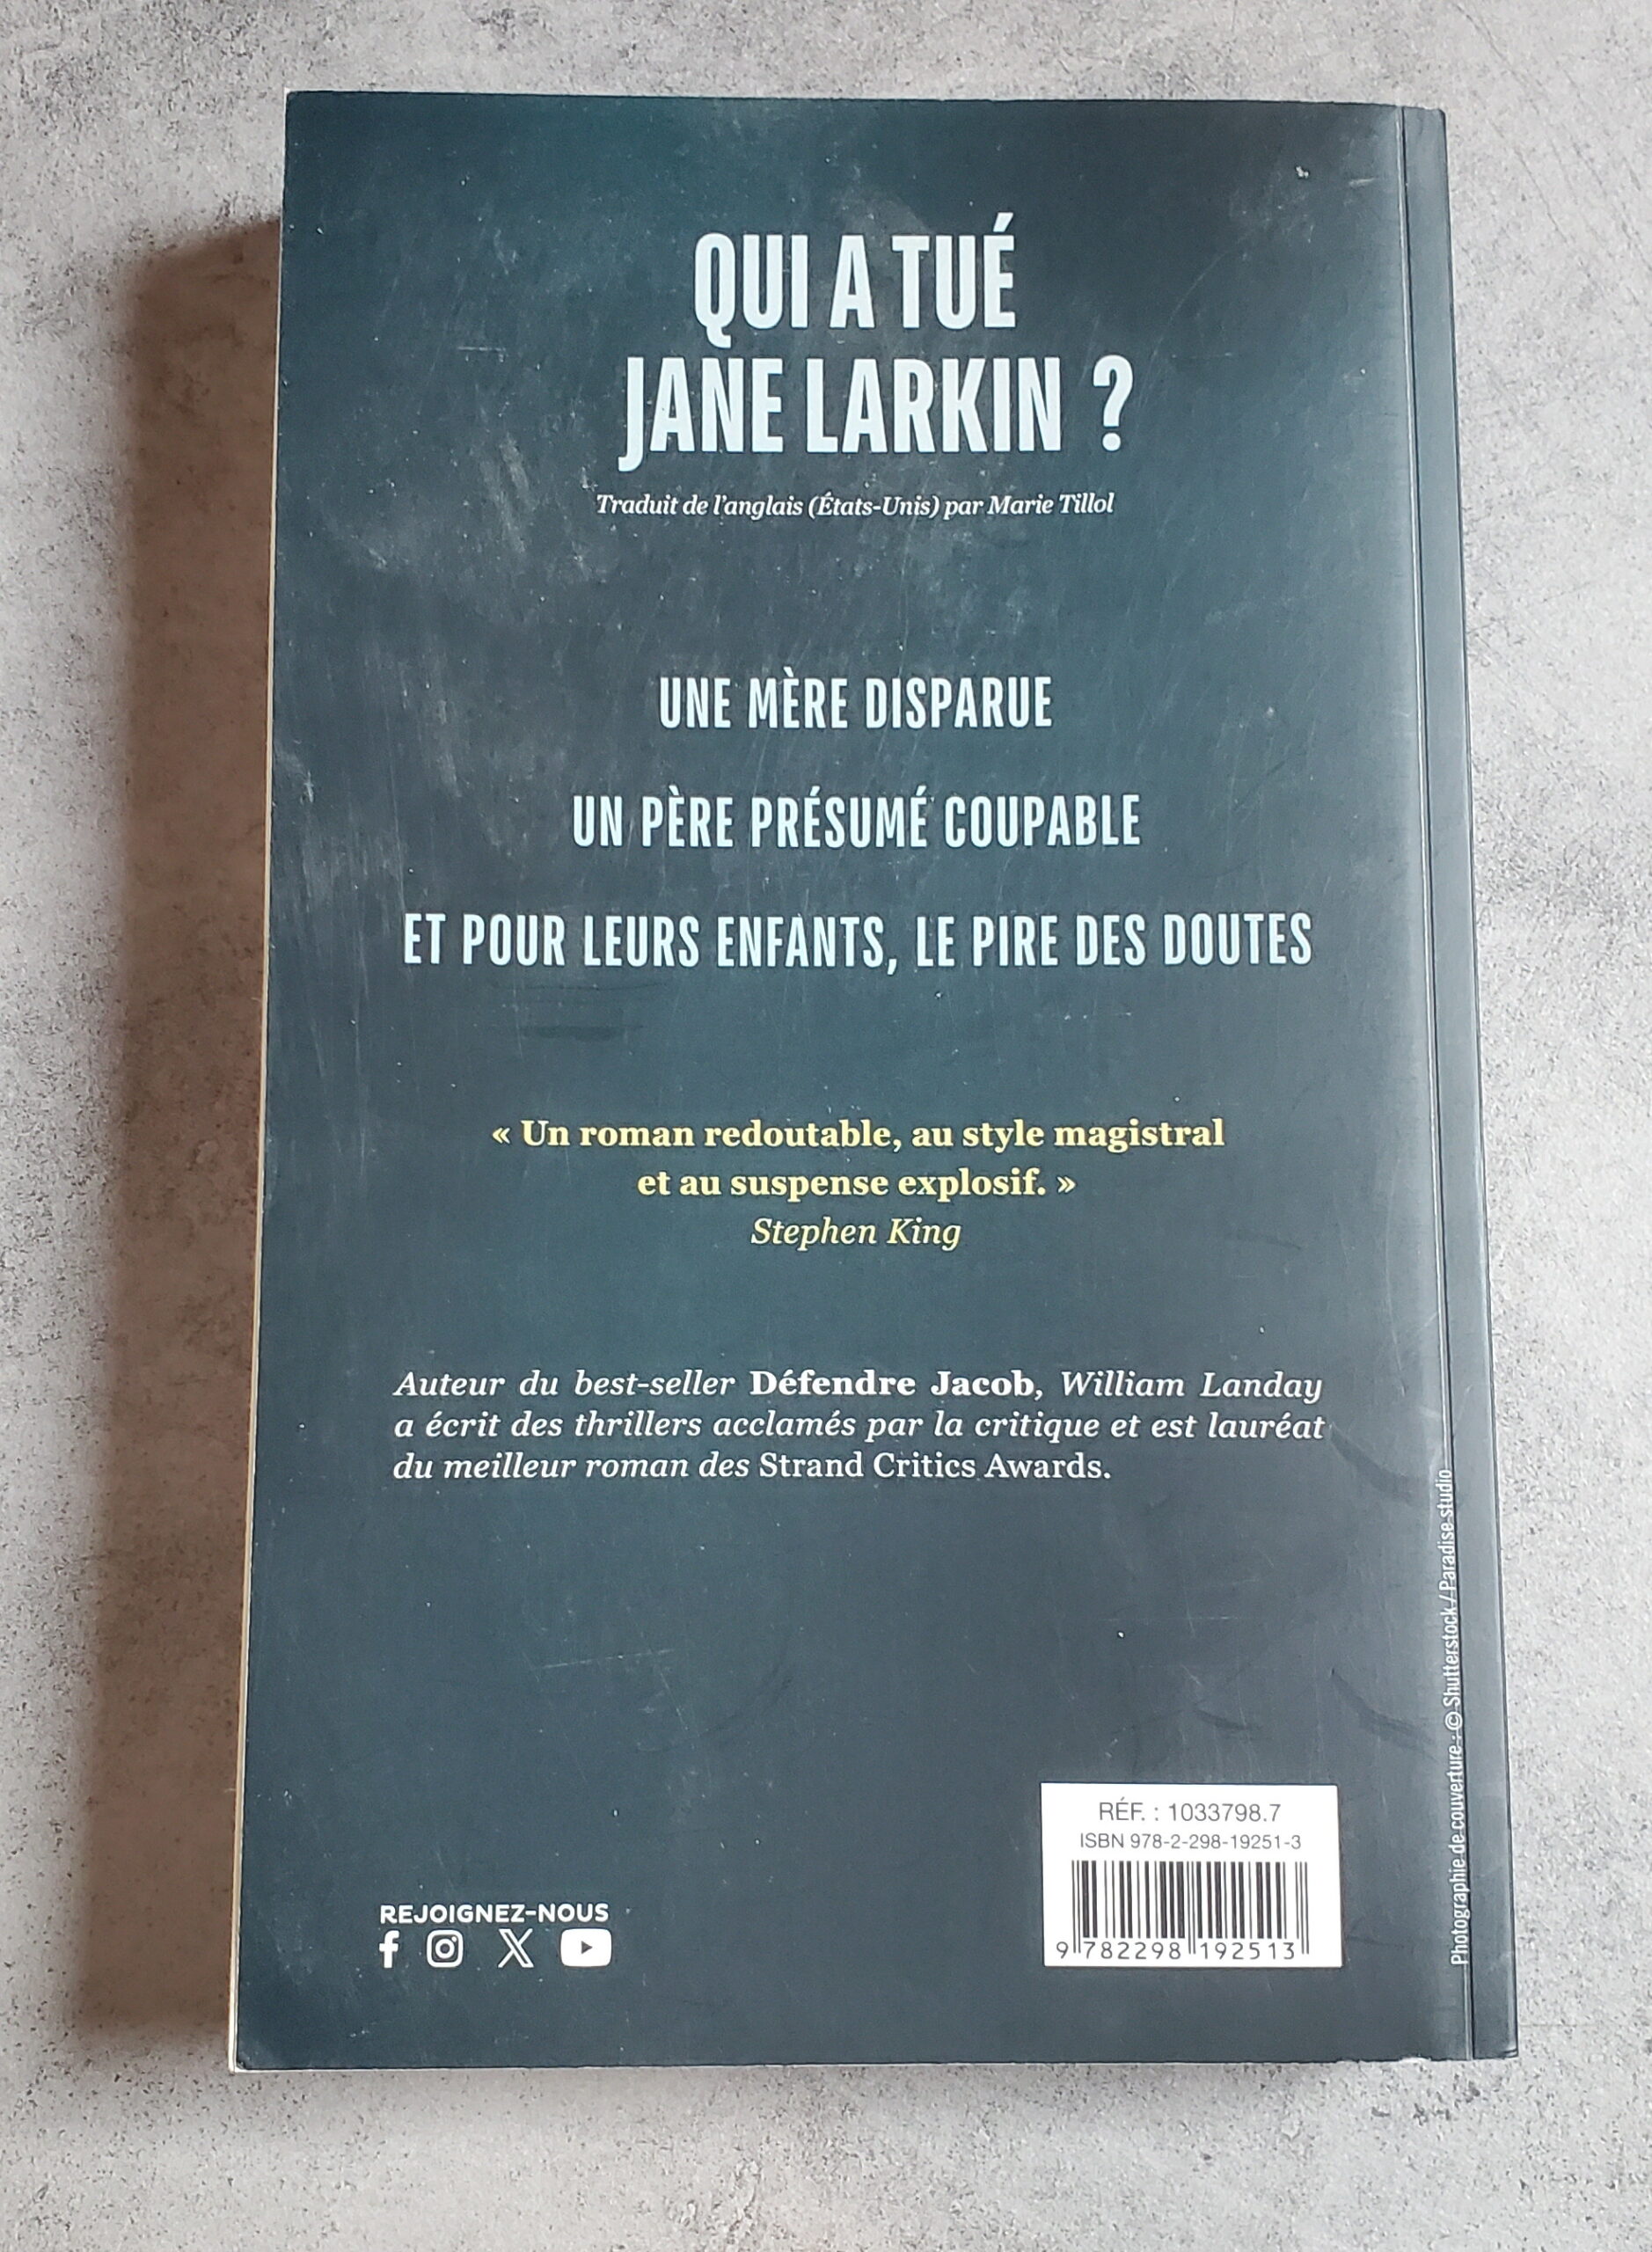 QUI A TUÉ
JANE LARKIN ?
Traduit de l'anglais (États-Unis) par Marie Tillol
UNE MÈRE DISPARUE
UN PÈRE PRÉSUMÉ COUPABLE
ET POUR LEURS ENFANTS, LE PIRE DES DOUTES
« Un roman redoutable, au style magistral
et au suspense explosif. »
Stephen King
Auteur du best-seller Défendre Jacob, William Landay
a écrit des thrillers acclamés par la critique et est lauréat
du meilleur roman des Strand Critics Awards.
Photographie de couverture : © Shutterstock / Paradise studio
RÉF. : 1033798.7
ISBN 978-2-298-19251-3
9 782298 192513
REJOIGNEZ-NOUS